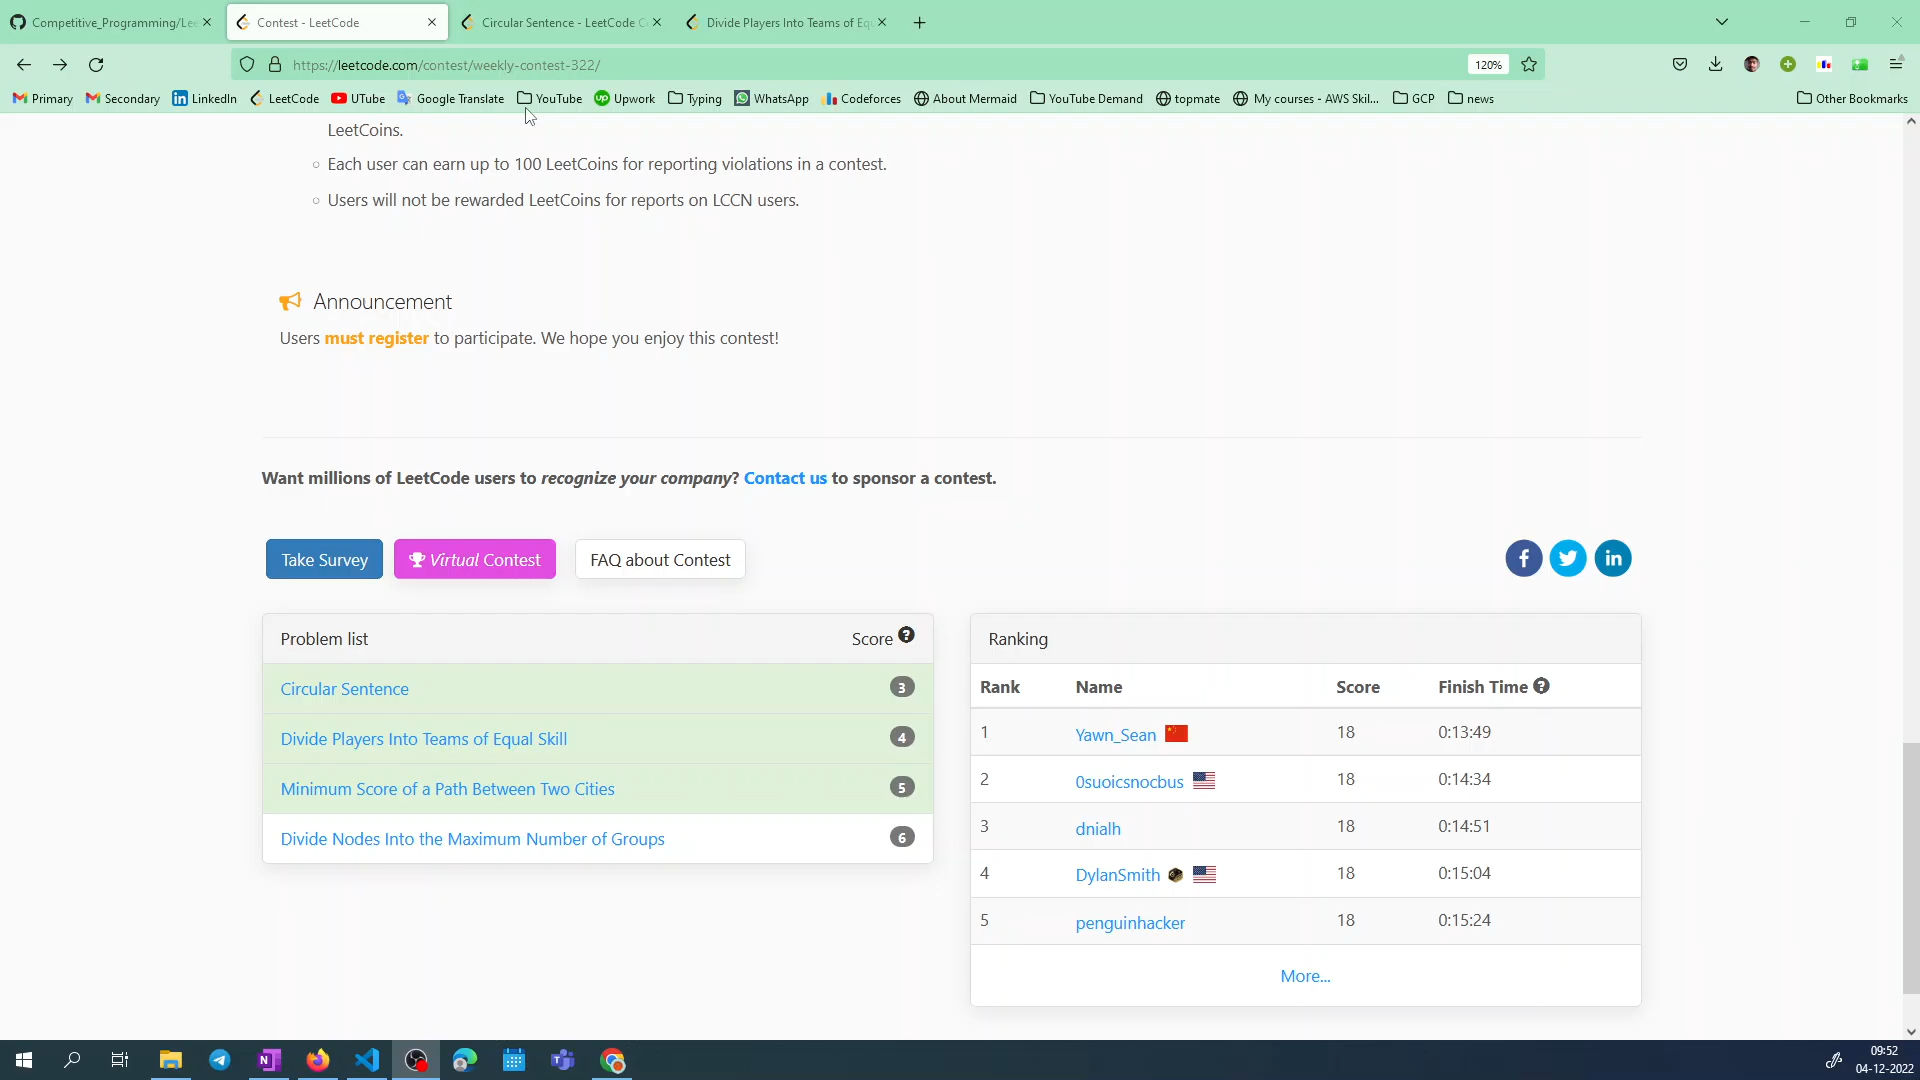 Competitive_Programming/Lee
Contest - LeetCode
Circular Sentence - LeetCode C
Divide Players Into Teams of Equ
https://leetcode.com/contest/weekly-contest-322/
120%
Primary
Secondary
LinkedIn
LeetCode
UTube
Google Translate
YouTube
Upwork
Typing
WhatsApp
Codeforces
About Mermaid
YouTube Demand
topmate
My courses - AWS Skil...
GCP
news
Other Bookmarks
LeetCoins.
Each user can earn up to 100 LeetCoins for reporting violations in a contest.
Users will not be rewarded LeetCoins for reports on LCCN users.
Announcement
Users must register to participate. We hope you enjoy this contest!
Want millions of LeetCode users to recognize your company? Contact us to sponsor a contest.
Take Survey
Virtual Contest
FAQ about Contest
Problem list Score
Circular Sentence 3
Divide Players Into Teams of Equal Skill 4
Minimum Score of a Path Between Two Cities 5
Divide Nodes Into the Maximum Number of Groups 6
Ranking
Rank Name Score Finish Time
1 Yawn_Sean 18 0:13:49
2 0suoicsnocbus 18 0:14:34
3 dnialh 18 0:14:51
4 DylanSmith 18 0:15:04
5 penguinhacker 18 0:15:24
More...
09:52
04-12-2022